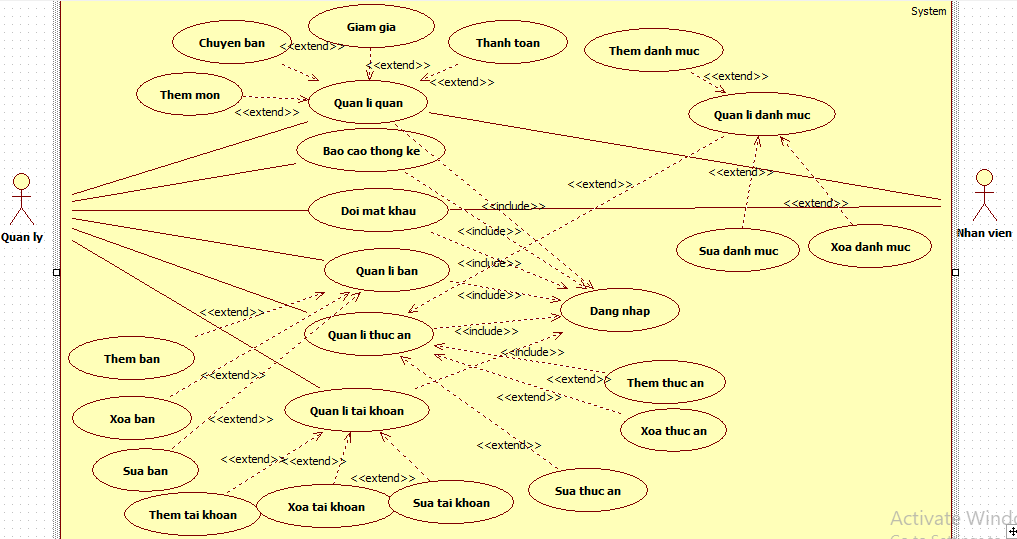 System
Giam gia
Chuyen ban
<<extend>>
Thanh toan
Them danh muc
<<extend>>
<<extend>>
<<extend>>
Them mon
Quan li quan
<<extend>>
<<extend>>
Quan li danh muc
Bao cao thong ke
<<extend>>
<<extend>>
Quan ly
Doi mat khau
<<include>>
<<extend>>
Nhan vien
<<include>>
Sua danh muc
Xoa danh muc
Quan li ban
<<include>>
<<include>>
<<extend>>
Dang nhap
Quan li thuc an
<<include>>
Them ban
<<include>>
<<extend>>
<<extend>>
Them thuc an
<<extend>>
Quan li tai khoan
Xoa ban
<<extend>>
Xoa thuc an
<<extend>>
Sua ban
<<extend>>
<<extend>>
<<extend>>
Sua thuc an
Them tai khoan
Xoa tai khoan
Sua tai khoan
Activate Windo